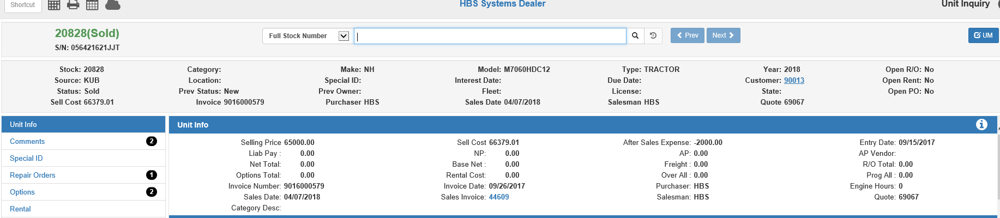 Shortcut HBS Systems Dealer Unit Inquiry
20828(Sold)
S/N: 056421621JJT
Full Stock Number Prev Next UM
Stock: 20828 Category: Make: NH Model: M7060HDC12 Type: TRACTOR Year: 2018 Open R/O: No
Source: KUB Location: Special ID: Interest Date: Due Date: Customer: 90013 Open Rent: No
Status: Sold Prev Status: New Prev Owner: Fleet: License: State: Open PO: No
Sell Cost 66379.01 Invoice 9016000579 Purchaser HBS Sales Date 04/07/2018 Salesman HBS Quote 69067
Unit Info
Comments 2
Special ID
Repair Orders 1
Options 2
Rental
Unit Info
Selling Price 65000.00 Sell Cost 66379.01 After Sales Expense: -2000.00 Entry Date: 09/15/2017
Liab Pay : 0.00 NP: 0.00 AP: 0.00 AP Vendor:
Net Total: 0.00 Base Net : 0.00 Freight : 0.00 R/O Total: 0.00
Options Total: 0.00 Rental Cost: 0.00 Over All : 0.00 Prog All : 0.00
Invoice Number: 9016000579 Invoice Date: 09/26/2017 Purchaser: HBS Engine Hours: 0
Sales Date: 04/07/2018 Sales Invoice: 44609 Salesman: HBS Quote: 69067
Category Desc: